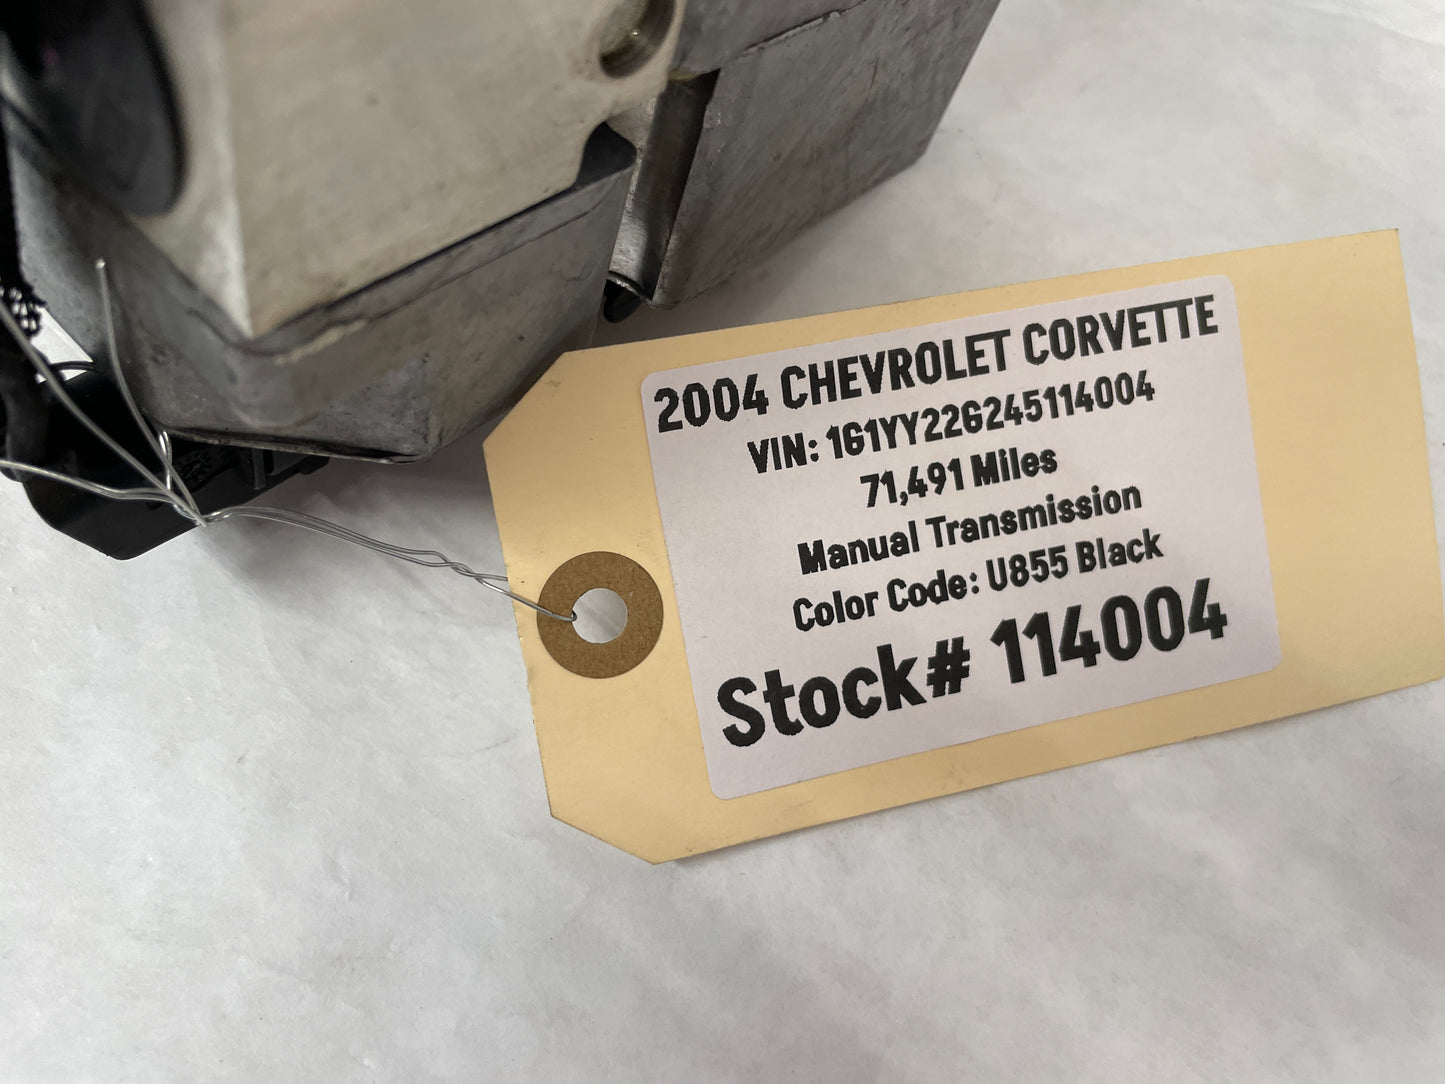 2004 CHEVROLET CORVETTE
VIN: 1G1YY22G245114004
71,491 Miles
Manual Transmission
Color Code: U855 Black
Stock# 114004